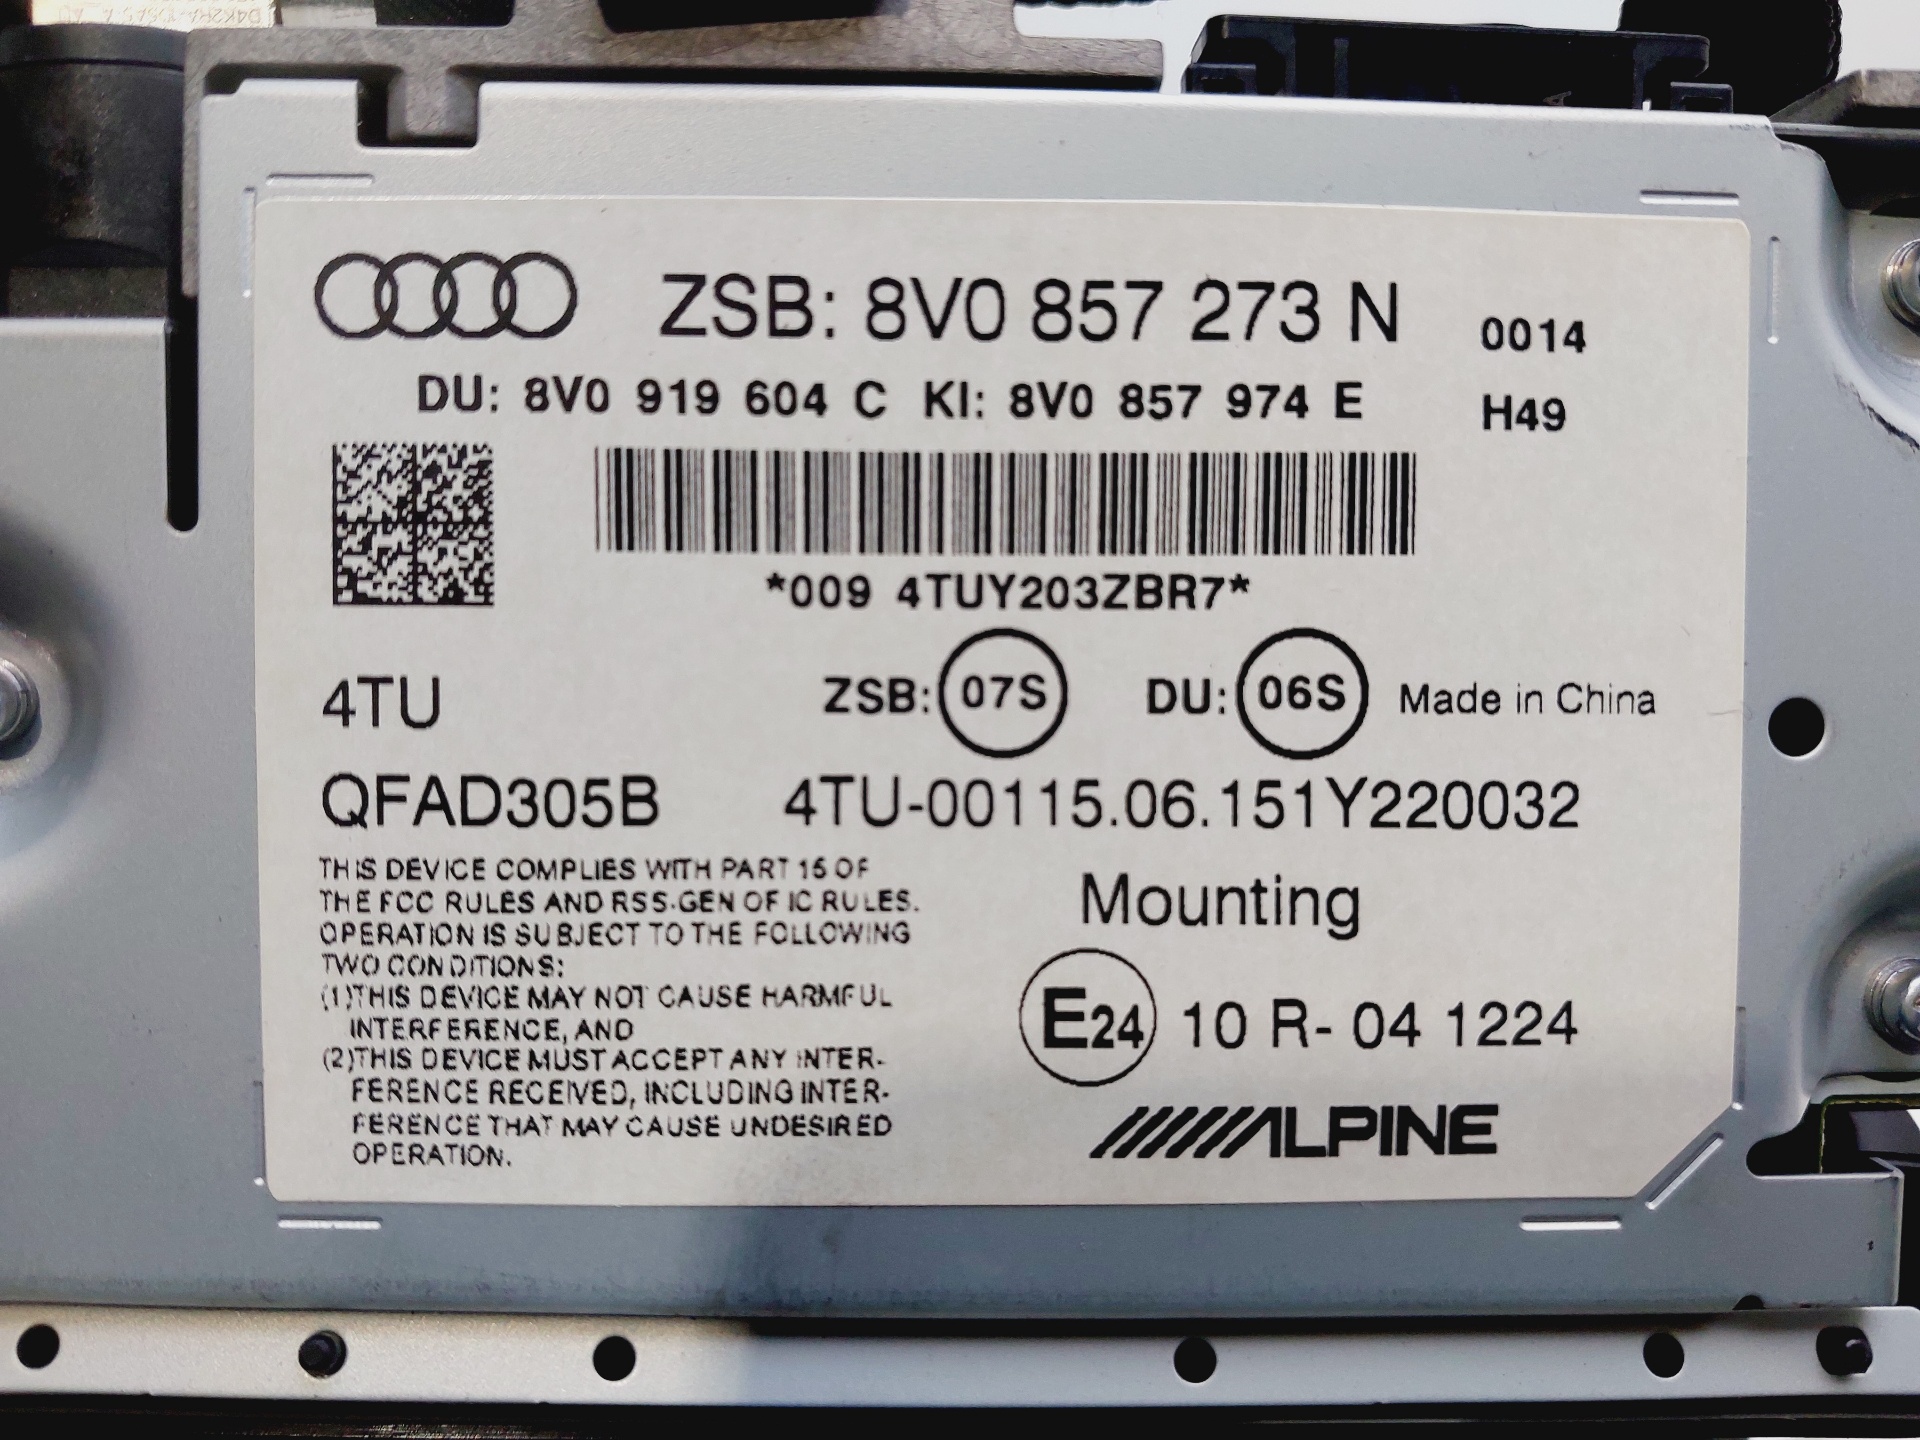 ZSB: 8V0 857 273 N 0014
DU: 8V0 919 604 C KI: 8V0 857 974 E H49
*009 4TUY203ZBR7*
4TU ZSB: 07S DU: 06S Made in China
QFAD305B 4TU-00115.06.151Y220032
THIS DEVICE COMPLIES WITH PART 15 OF
THE FCC RULES AND RSS-GEN OF IC RULES.
OPERATION IS SUBJECT TO THE FOLLOWING
TWO CONDITIONS:
(1)THIS DEVICE MAY NOT CAUSE HARMFUL
INTERFERENCE, AND
(2)THIS DEVICE MUST ACCEPT ANY INTER-
FERENCE RECEIVED, INCLUDING INTER-
FERENCE THAT MAY CAUSE UNDESIRED
OPERATION.
Mounting
E24 10 R- 04 1224
ALPINE